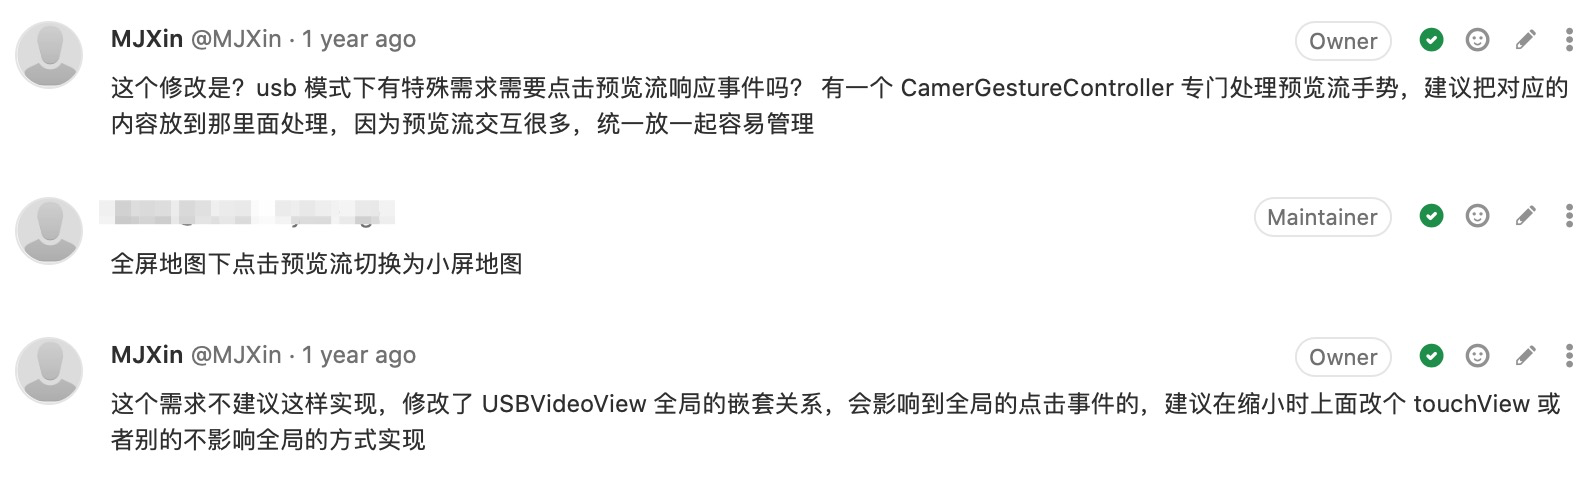 MJXin @MJXin · 1 year ago
Owner
这个修改是？usb 模式下有特殊需求需要点击预览流响应事件吗？ 有一个 CamerGestureController 专门处理预览流手势，建议把对应的
内容放到那里面处理，因为预览流交互很多，统一放一起容易管理
Maintainer
全屏地图下点击预览流切换为小屏地图
MJXin @MJXin · 1 year ago
Owner
这个需求不建议这样实现，修改了 USBVideoView 全局的嵌套关系，会影响到全局的点击事件的，建议在缩小时上面改个 touchView 或
者别的不影响全局的方式实现